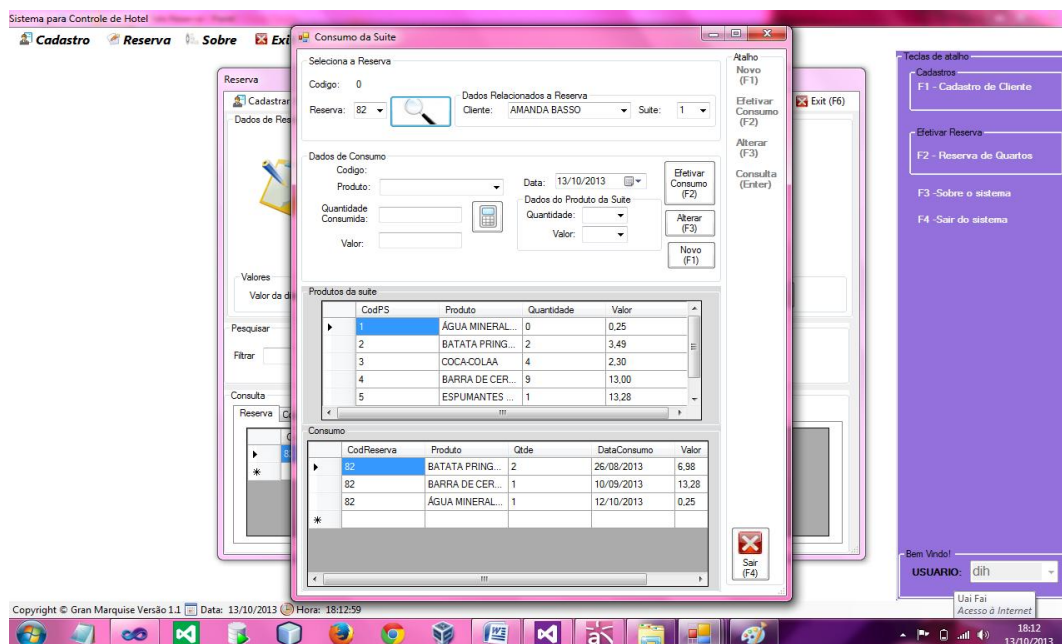 Sistema para Controle de Hotel
Cadastro Reserva Sobre Exi
Reserva
Cadastrar
Exit (F6)
Dados de Res
Valores
Valor da di
Pesquisar
Filtrar
Consulta
Reserva
Consumo da Suite
Seleciona a Reserva
Codigo: 0
Reserva: 82
Dados Relacionados a Reserva
Cliente: AMANDA BASSO Suite: 1
Dados de Consumo
Codigo:
Produto:
Quantidade
Consumida:
Valor:
Data: 13/10/2013
Dados do Produto da Suite
Quantidade:
Valor:
Efetivar
Consumo
(F2)
Alterar
(F3)
Novo
(F1)
Atalho
Novo
(F1)
Efetivar
Consumo
(F2)
Alterar
(F3)
Consulta
(Enter)
Produtos da suite
CodPS Produto Quantidade Valor
1 ÁGUA MINERAL... 0 0,25
2 BATATA PRING... 2 3,49
3 COCA-COLAA 4 2,30
4 BARRA DE CER... 9 13,00
5 ESPUMANTES ... 1 13,28
Consumo
CodReserva Produto Qtde DataConsumo Valor
82 BATATA PRING... 2 26/08/2013 6,98
82 BARRA DE CER... 1 10/09/2013 13,28
82 ÁGUA MINERAL... 1 12/10/2013 0,25
Sair
(F4)
Teclas de atalho
Cadastros
F1 - Cadastro de Cliente
Efetivar Reserva
F2 - Reserva de Quartos
F3 -Sobre o sistema
F4 -Sair do sistema
Bem Vindo!
USUARIO: dih
Uai Fai
Acesso à Internet
Copyright © Gran Marquise Versão 1.1 Data: 13/10/2013 Hora: 18:12:59
18:12
13/10/2013